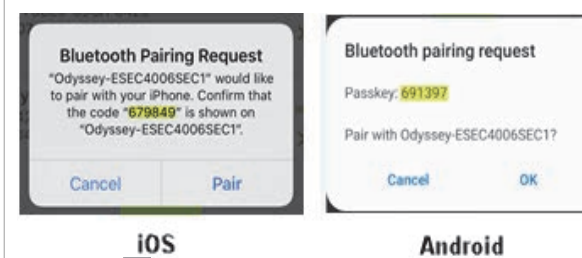 Bluetooth Pairing Request
"Odyssey-ESEC4006SEC1" would like
to pair with your iPhone. Confirm that
the code "679849" is shown on
"Odyssey-ESEC4006SEC1".
Cancel Pair
iOS
Bluetooth pairing request
Passkey: 691397
Pair with Odyssey-ESEC4006SEC1?
Cancel OK
Android